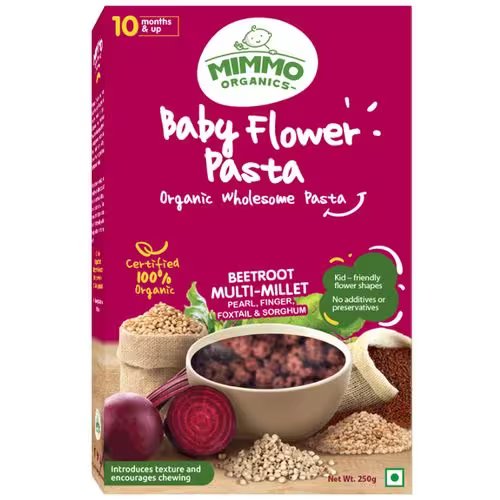 10 months
& up
MIMMO
ORGANICS
Baby Flower
Pasta
Organic Wholesome Pasta
Certified
100%
Organic
BEETROOT
MULTI-MILLET
PEARL, FINGER,
FOXTAIL & SORGHUM
Kid – friendly
flower shapes
No additives or
preservatives
Introduces texture and
encourages chewing
Net Wt. 250g